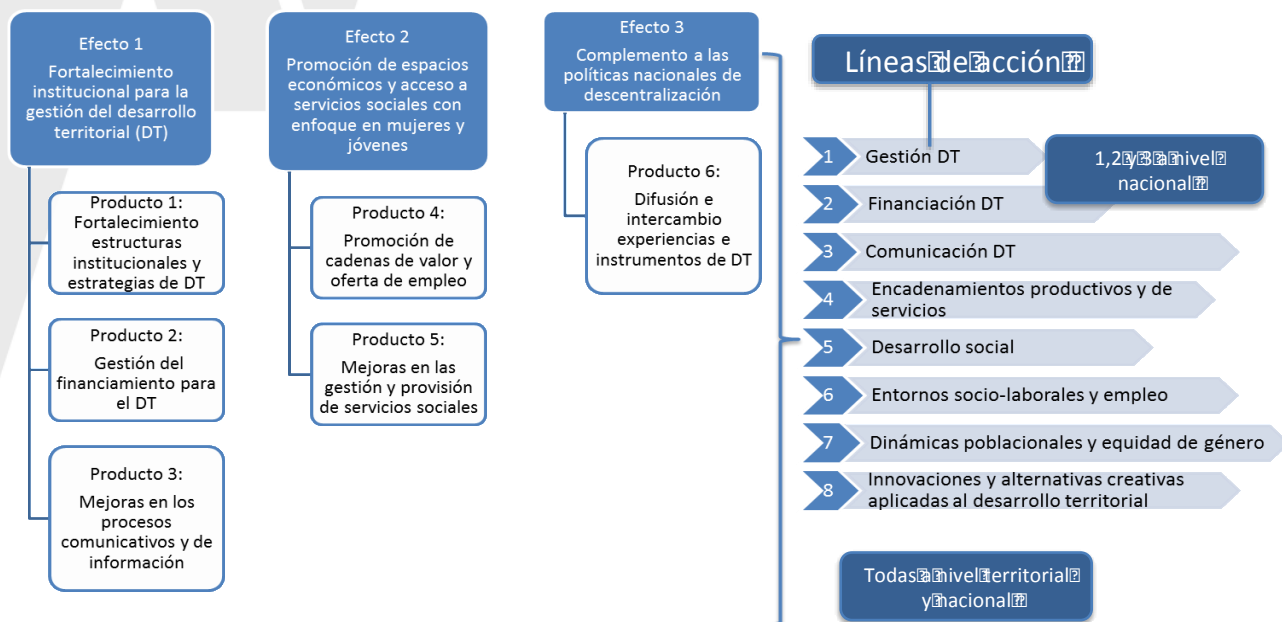 Efecto 1
Fortalecimiento
institucional para la
gestión del desarrollo
territorial (DT)
Producto 1:
Fortalecimiento
estructuras
institucionales y
estrategias de DT
Producto 2:
Gestión del
financiamiento para
el DT
Producto 3:
Mejoras en los
procesos
comunicativos y de
información
Efecto 2
Promoción de espacios
económicos y acceso a
servicios sociales con
enfoque en mujeres y
jóvenes
Producto 4:
Promoción de
cadenas de valor y
oferta de empleo
Producto 5:
Mejoras en las
gestión y provisión
de servicios sociales
Efecto 3
Complemento a las
políticas nacionales de
descentralización
Producto 6:
Difusión e
intercambio
experiencias e
instrumentos de DT
Líneas de acción
1 Gestión DT
2 Financiación DT
3 Comunicación DT
4 Encadenamientos productivos y de
servicios
5 Desarrollo social
6 Entornos socio-laborales y empleo
7 Dinámicas poblacionales y equidad de género
8 Innovaciones y alternativas creativas
aplicadas al desarrollo territorial
1,2 y 3 a nivel
nacional
Todas a nivel territorial
y nacional